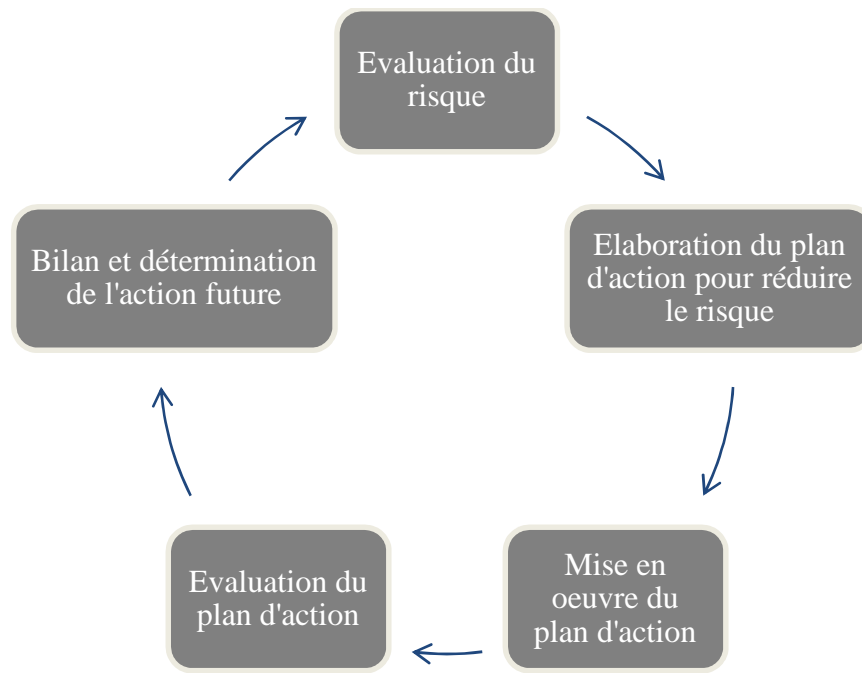 Evaluation du
risque
Elaboration du plan
d'action pour réduire
le risque
Mise en
oeuvre du
plan d'action
Evaluation du
plan d'action
Bilan et détermination
de l'action future